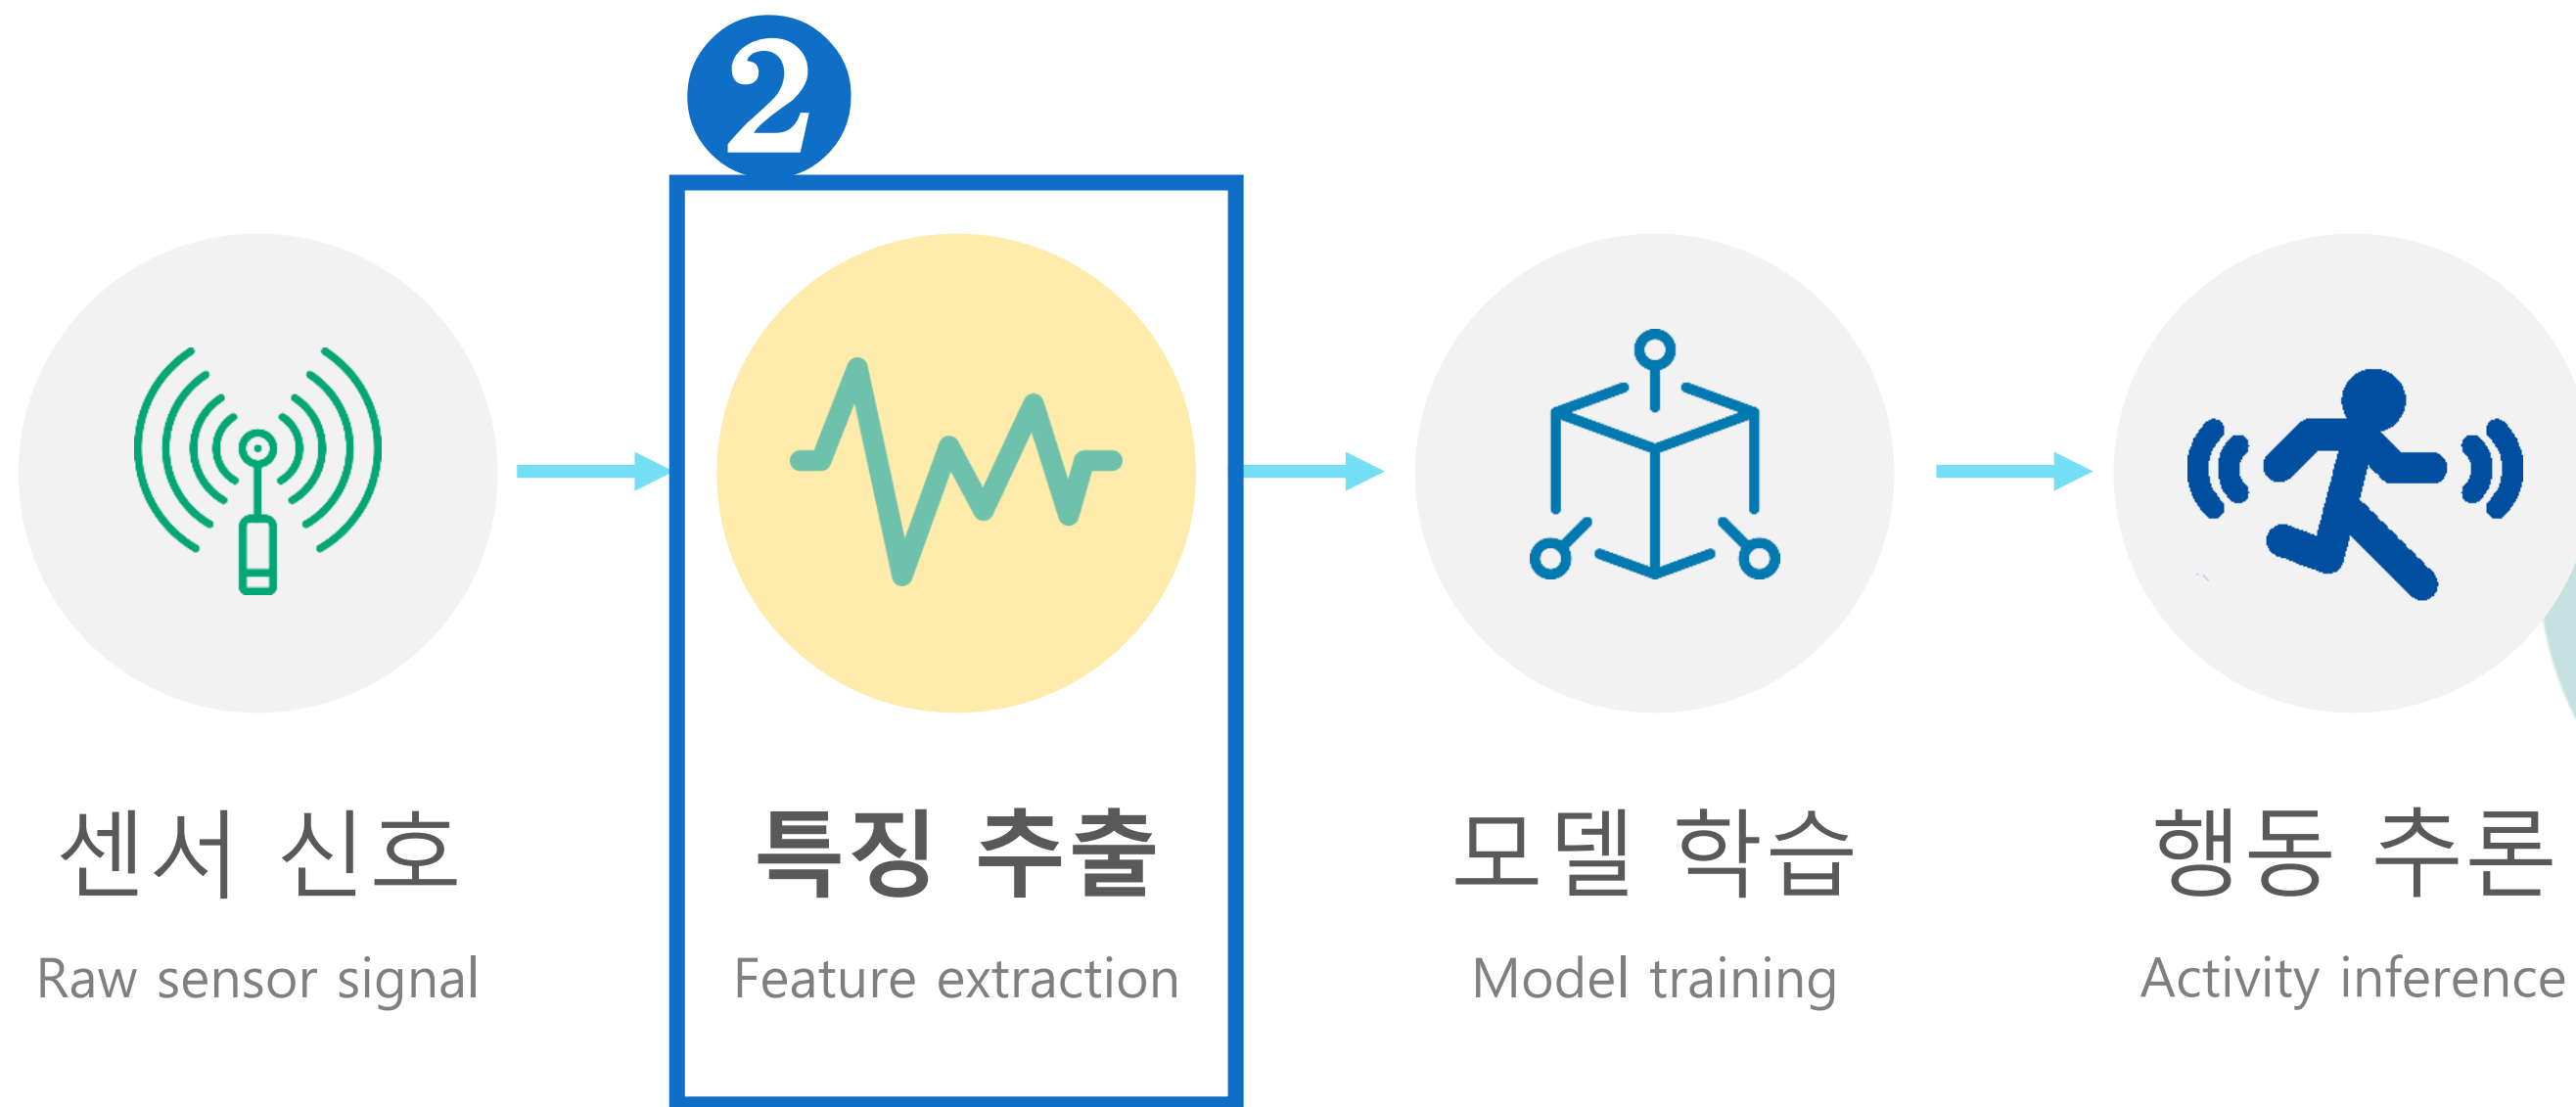 2
센서 신호
Raw sensor signal
특징 추출
Feature extraction
모델 학습
Model training
행동 추론
Activity inference